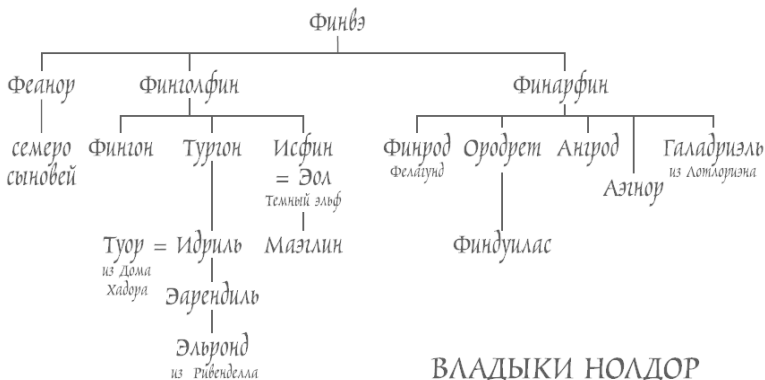 Финвэ
Феанор Финголфин Финарфин
семеро Фингон Тургон Исфин Финрод Ородрет Ангрод Галадриэль
сыновей = Эол Фелагунд Аэгнор из Лотлориэна
Темный эльф
Туор = Идриль Маэглин Финдуилас
из Дома
Хадора
Эарендиль
Эльронд
из Ривенделла
ВЛАДЫКИ НОЛДОР